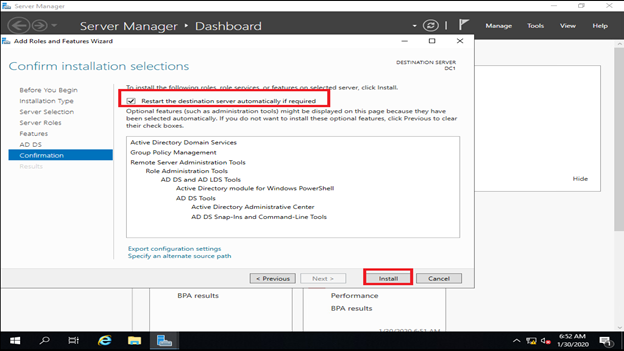 Server Manager
Server Manager • Dashboard
Manage Tools View Help
Add Roles and Features Wizard
Confirm installation selections
DESTINATION SERVER
DC1
Before You Begin
Installation Type
Server Selection
Server Roles
Features
AD DS
Confirmation
Results
To install the following roles, role services, or features on selected server, click Install.
Restart the destination server automatically if required
Optional features (such as administration tools) might be displayed on this page because they have
been selected automatically. If you do not want to install these optional features, click Previous to clear
their check boxes.
Active Directory Domain Services
Group Policy Management
Remote Server Administration Tools
Role Administration Tools
AD DS and AD LDS Tools
Active Directory module for Windows PowerShell
AD DS Tools
Active Directory Administrative Center
AD DS Snap-Ins and Command-Line Tools
Hide
Export configuration settings
Specify an alternate source path
< Previous Next > Install Cancel
BPA results
Performance
BPA results
1/30/2020 6:51 AM
6:52 AM
1/30/2020